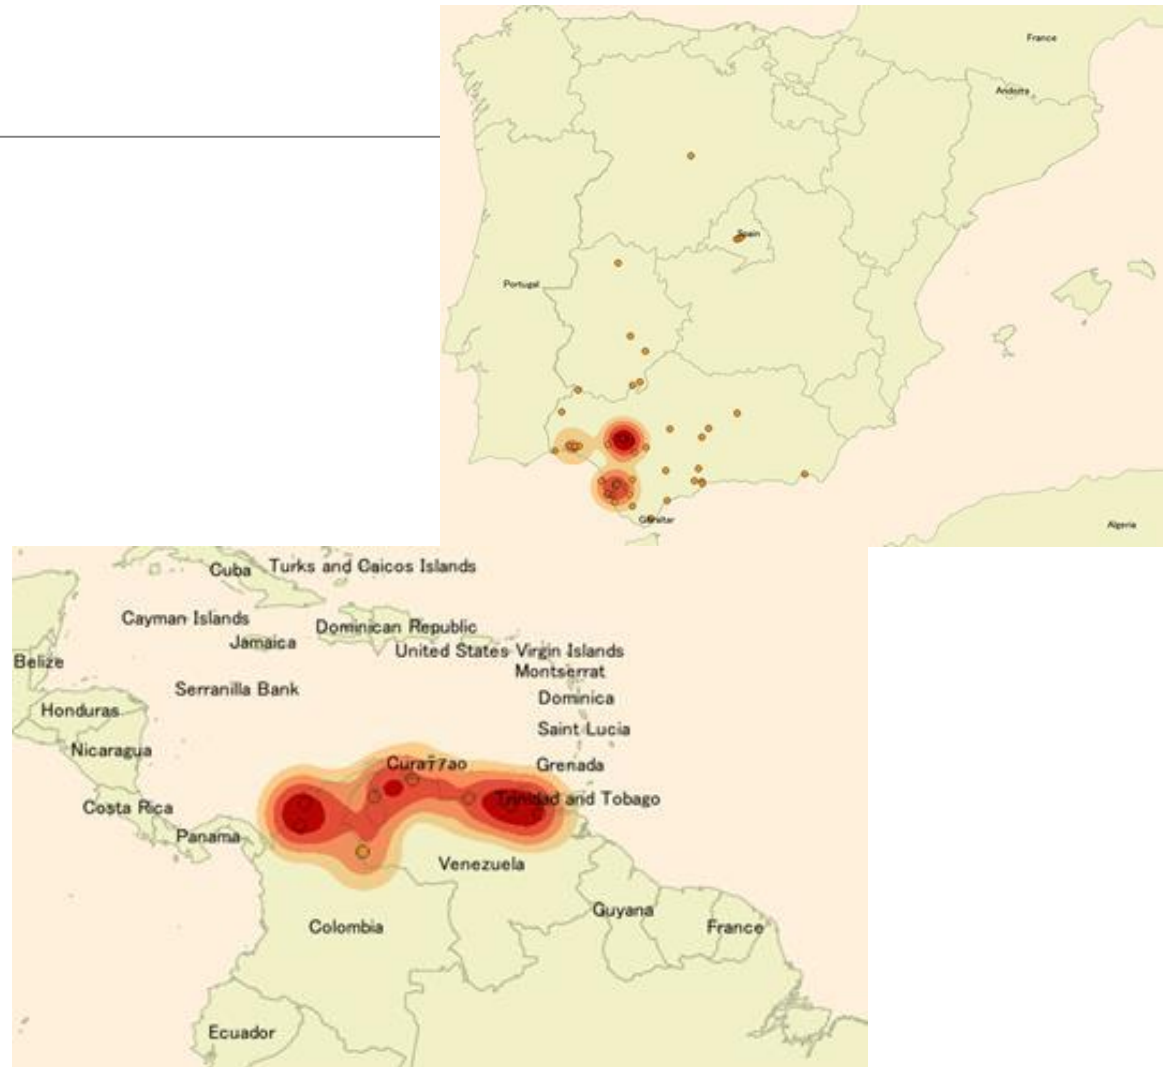 France
Andorra
Spain
Portugal
Gibraltar
Algeria
Cuba
Turks and Caicos Islands
Cayman Islands
Jamaica
Dominican Republic
United States Virgin Islands
Belize
Montserrat
Serranilla Bank
Dominica
Honduras
Saint Lucia
Nicaragua
Grenada
Costa Rica
Trinidad and Tobago
Panama
Venezuela
Guyana
Colombia
France
Ecuador